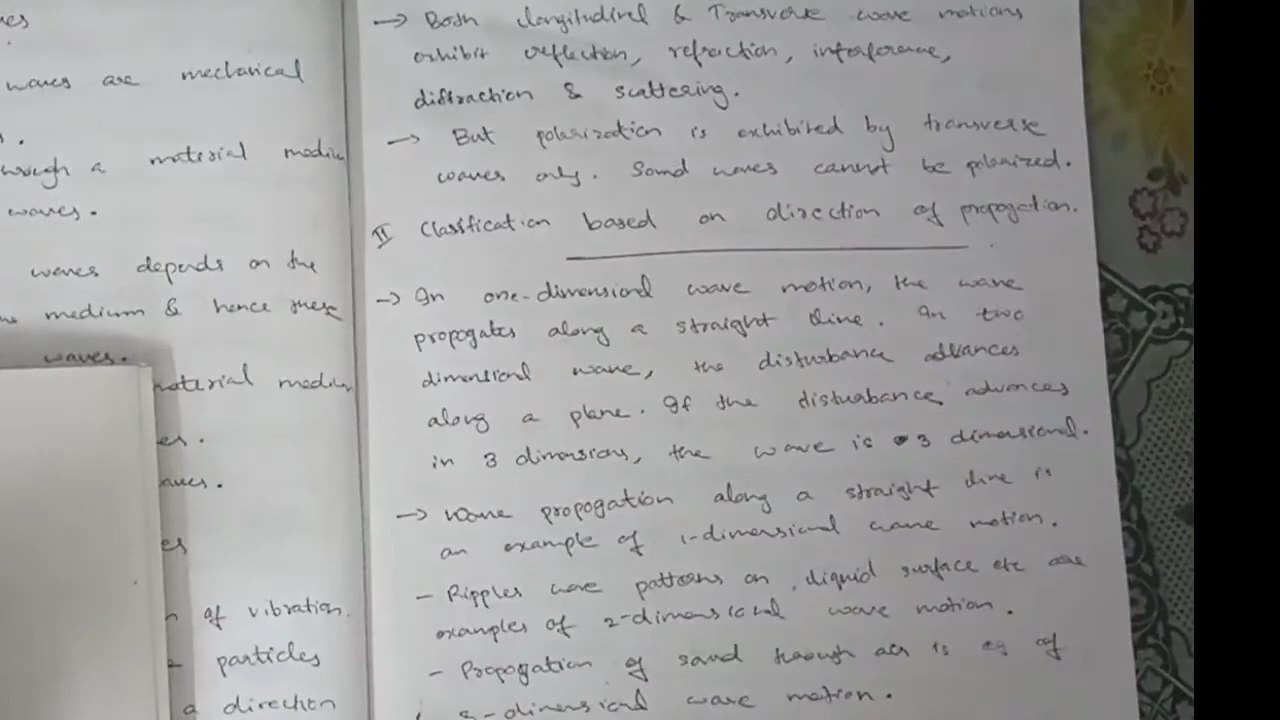 waves are mechanical
through a material
waves.
waves depends on the
medium & hence these
waves.
material
of vibration.
particles
a direction
→ Both longitudinal & Transverse wave motions
exhibit reflection, refraction, interference,
diffraction & scattering.
→ But polarization is exhibited by transverse
waves only. Sound waves cannot be polarized.
II Classification based on direction of propogation.
→ In one-dimensional wave motion, the wave
propogates along a straight line. In two
dimensional wave, the disturbance advances
along a plane. If the disturbance advances
in 3 dimensions, the wave is 3 dimensional.
→ Wave propogation along a straight line is
an example of 1-dimensional wave motion.
- Ripples wave patterns on liquid surface etc are
examples of 2-dimensional wave motion.
- Propogation of sound through air is eg of
3-dimensional wave motion.